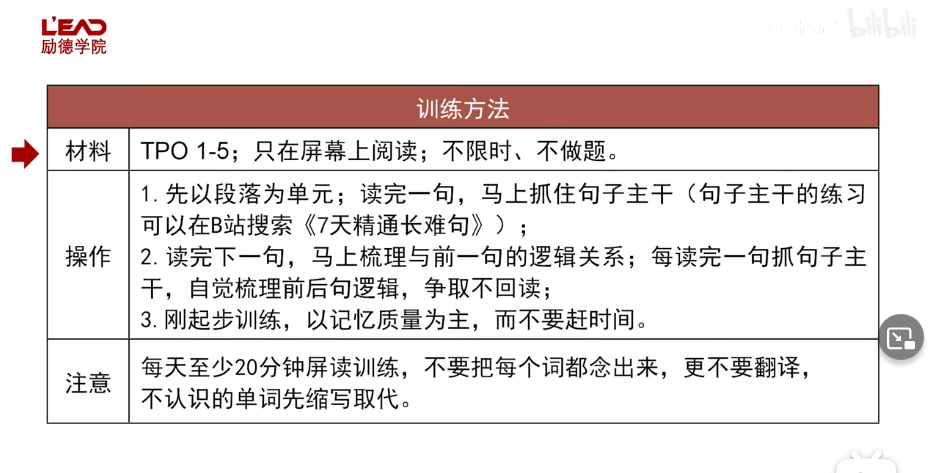 L'EAD
励德学院
bilibili
训练方法
材料
TPO 1-5；只在屏幕上阅读；不限时、不做题。
操作
1.先以段落为单元；读完一句，马上抓住句子主干（句子主干的练习
可以在B站搜索《7天精通长难句》）；
2.读完下一句，马上梳理与前一句的逻辑关系；每读完一句抓句子主
干，自觉梳理前后句逻辑，争取不回读；
3.刚起步训练，以记忆质量为主，而不要赶时间。
注意
每天至少20分钟屏读训练，不要把每个词都念出来，更不要翻译，
不认识的单词先缩写取代。